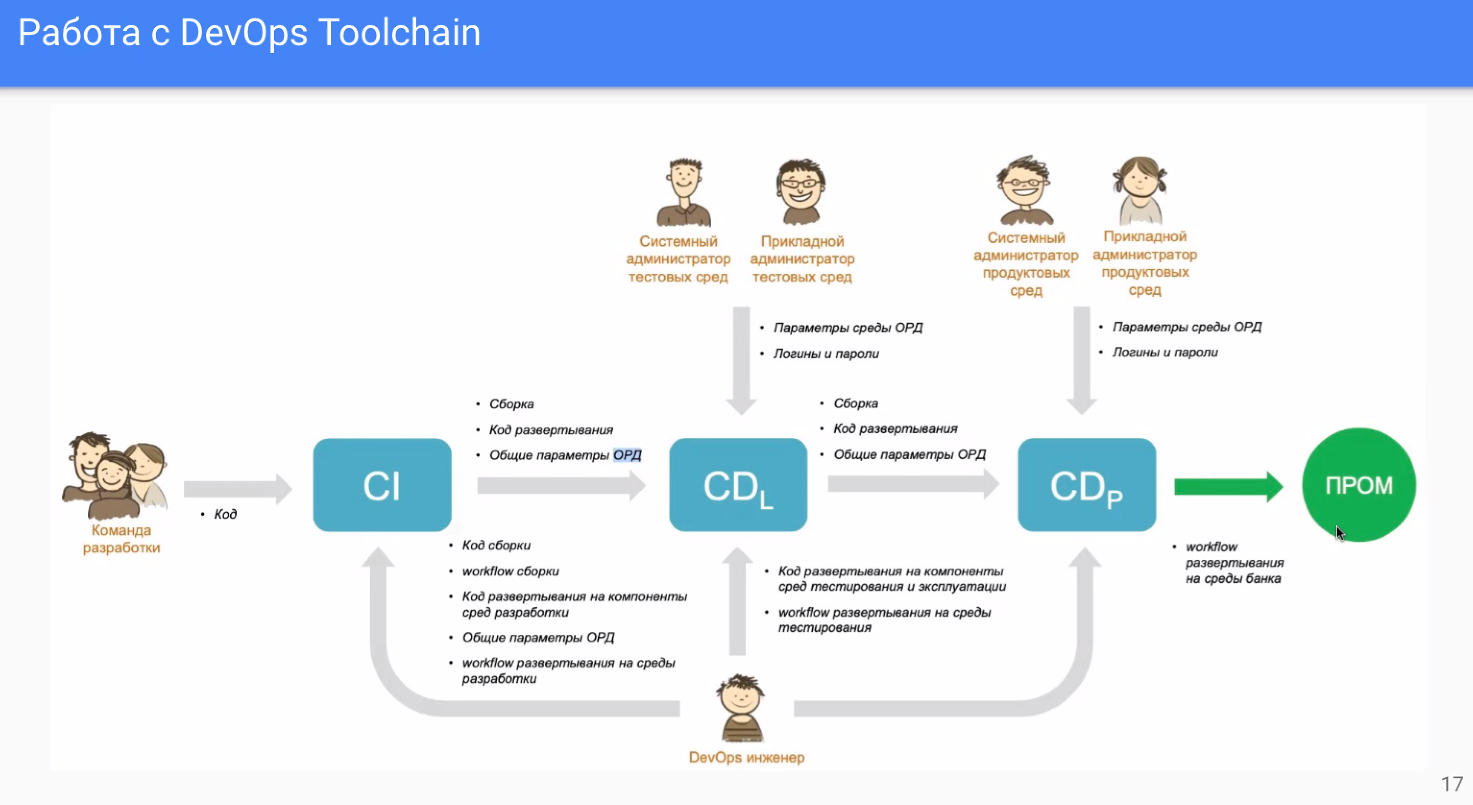 Работа с DevOps Toolchain
Системный
администратор
тестовых сред
Прикладной
администратор
тестовых сред
Системный
администратор
продуктовых
сред
Прикладной
администратор
продуктовых
сред
• Параметры среды ОРД
• Логины и пароли
• Параметры среды ОРД
• Логины и пароли
• Сборка
• Код развертывания
• Общие параметры ОРД
• Сборка
• Код развертывания
• Общие параметры ОРД
Команда
разработки
• Код
CI
CDL
CDP
ПРОМ
• Код сборки
• workflow сборки
• Код развертывания на компоненты
сред разработки
• Общие параметры ОРД
• workflow развертывания на среды
разработки
• Код развертывания на компоненты
сред тестирования и эксплуатации
• workflow развертывания на среды
тестирования
• workflow
развертывания
на среды банка
DevOps инженер
17